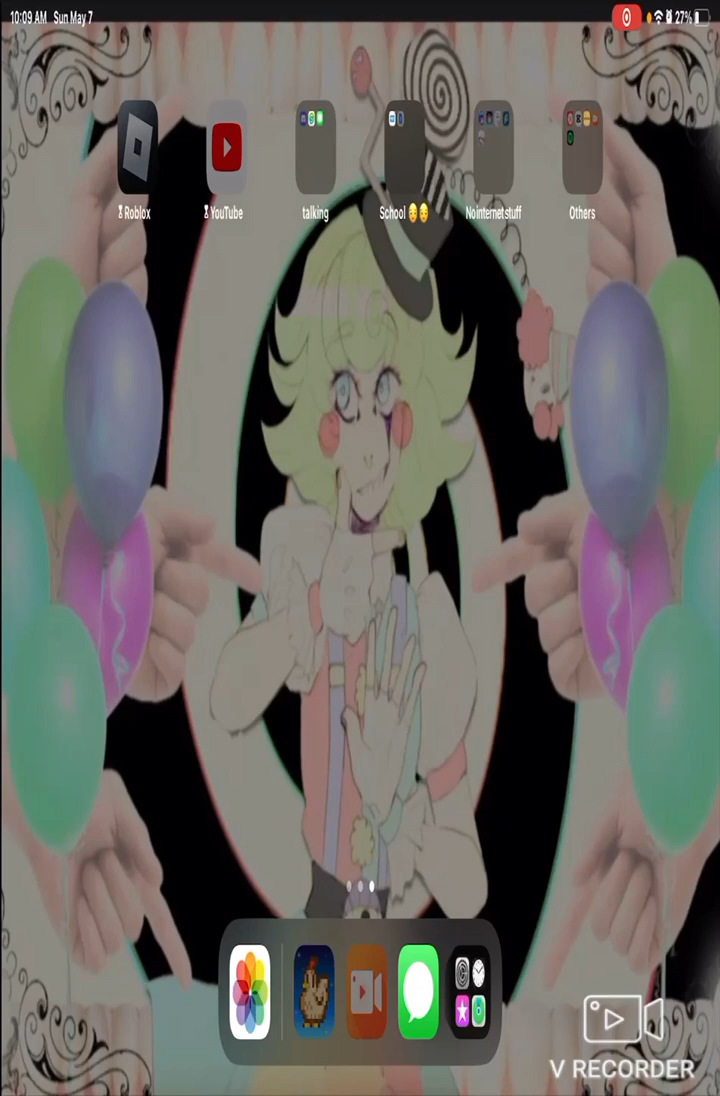 10:09 AM Sun May 7
27%
Roblox
YouTube
talking
School 😔😔
Nointernetstuff
Others
V RECORDER